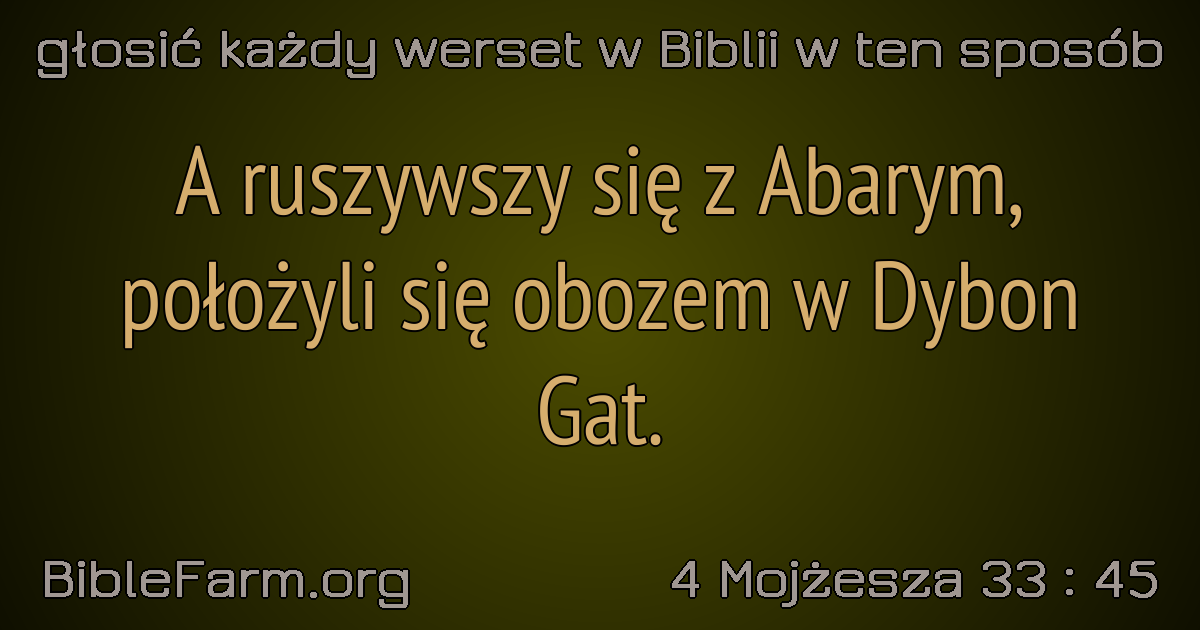 głosić każdy werset w Biblii w ten sposób
A ruszywszy się z Abarym,
położyli się obozem w Dybon
Gat.
BibleFarm.org
4 Mojżesza 33 : 45